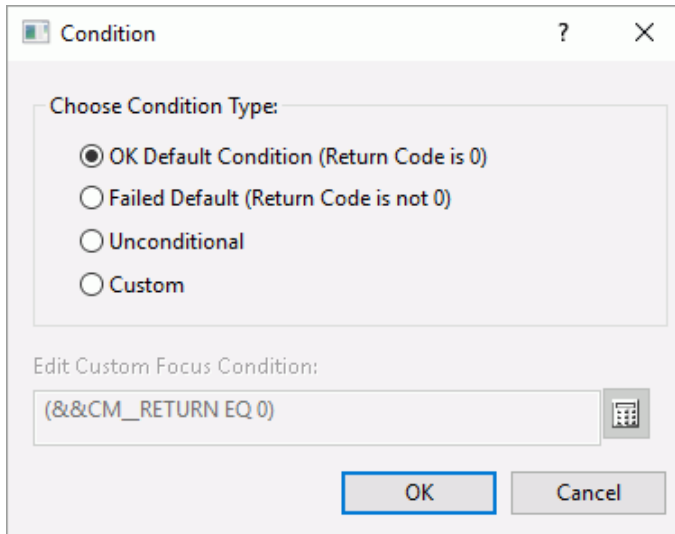 Condition ?
Choose Condition Type:
OK Default Condition (Return Code is 0)
Failed Default (Return Code is not 0)
Unconditional
Custom
Edit Custom Focus Condition:
(&&CM__RETURN EQ 0)
OK Cancel